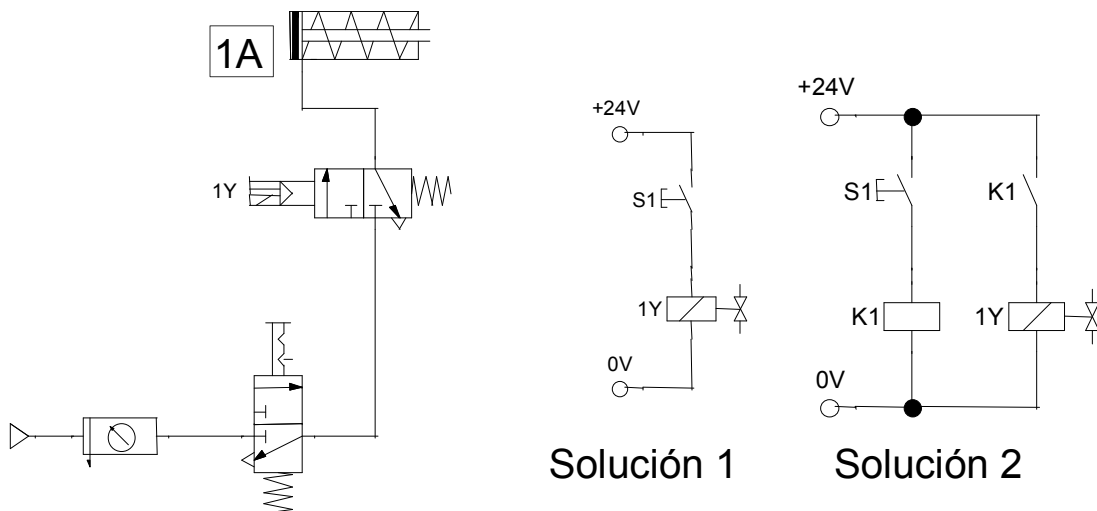 1A
1Y
+24V
S1
1Y
0V
Solución 1
+24V
S1
K1
K1
1Y
0V
Solución 2